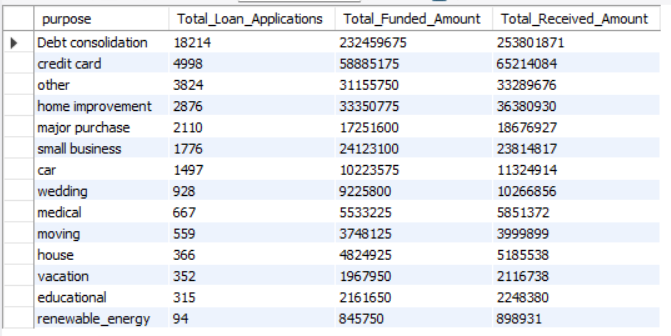 purpose Total_Loan_Applications Total_Funded_Amount Total_Received_Amount
Debt consolidation 18214 232459675 253801871
credit card 4998 58885175 65214084
other 3824 31155750 33289676
home improvement 2876 33350775 36380930
major purchase 2110 17251600 18676927
small business 1776 24123100 23814817
car 1497 10223575 11324914
wedding 928 9225800 10266856
medical 667 5533225 5851372
moving 559 3748125 3999899
house 366 4824925 5185538
vacation 352 1967950 2116738
educational 315 2161650 2248380
renewable_energy 94 845750 898931